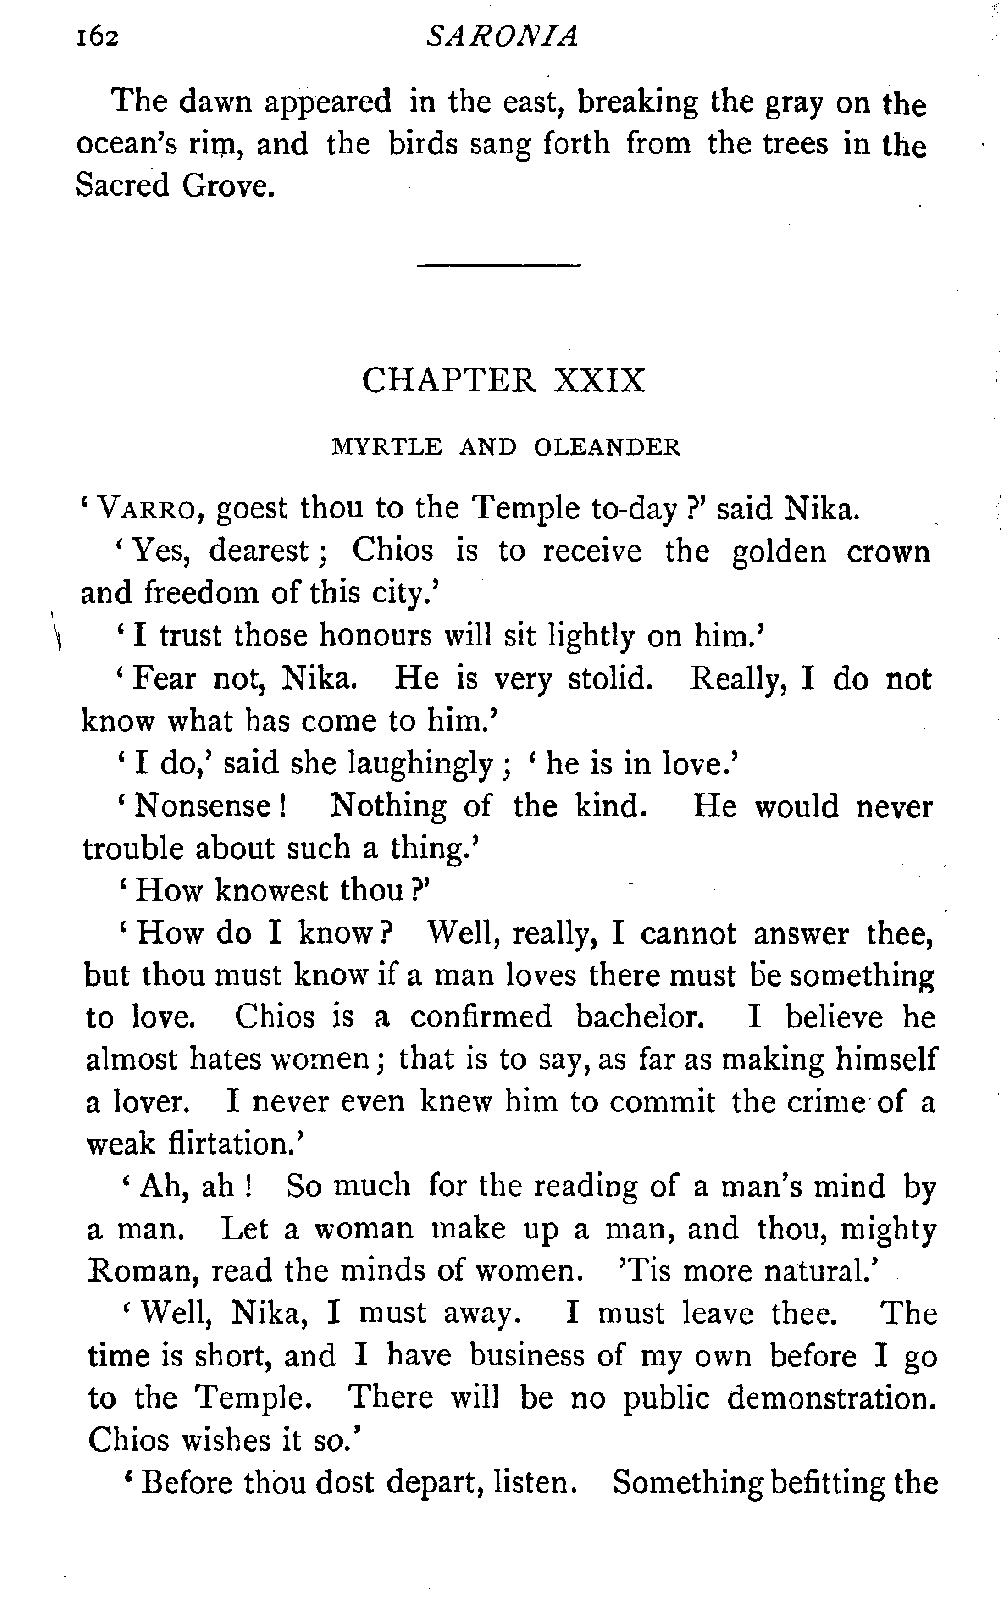 162 SARONIA
The dawn appeared in the east, breaking the gray on the
ocean's rim, and the birds sang forth from the trees in the
Sacred Grove.
CHAPTER XXIX
MYRTLE AND OLEANDER
‘VARRO, goest thou to the Temple to-day?’ said Nika.
‘Yes, dearest; Chios is to receive the golden crown
and freedom of this city.’
‘I trust those honours will sit lightly on him.’
‘Fear not, Nika. He is very stolid. Really, I do not
know what has come to him.’
‘I do,’ said she laughingly; ‘he is in love.’
‘Nonsense! Nothing of the kind. He would never
trouble about such a thing.’
‘How knowest thou?’
‘How do I know? Well, really, I cannot answer thee,
but thou must know if a man loves there must be something
to love. Chios is a confirmed bachelor. I believe he
almost hates women; that is to say, as far as making himself
a lover. I never even knew him to commit the crime of a
weak flirtation.’
‘Ah, ah! So much for the reading of a man's mind by
a man. Let a woman make up a man, and thou, mighty
Roman, read the minds of women. ’Tis more natural.’
‘Well, Nika, I must away. I must leave thee. The
time is short, and I have business of my own before I go
to the Temple. There will be no public demonstration.
Chios wishes it so.’
‘Before thou dost depart, listen. Something befitting the